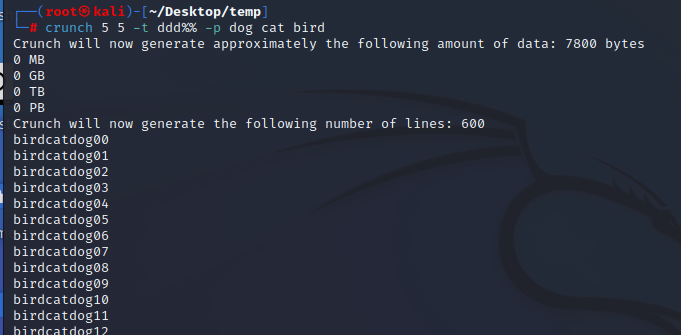 ┌──(root㉿kali)-[~/Desktop/temp]
└─# crunch 5 5 -t ddd%% -p dog cat bird
Crunch will now generate approximately the following amount of data: 7800 bytes
0 MB
0 GB
0 TB
0 PB
Crunch will now generate the following number of lines: 600
birdcatdog00
birdcatdog01
birdcatdog02
birdcatdog03
birdcatdog04
birdcatdog05
birdcatdog06
birdcatdog07
birdcatdog08
birdcatdog09
birdcatdog10
birdcatdog11
birdcatdog12